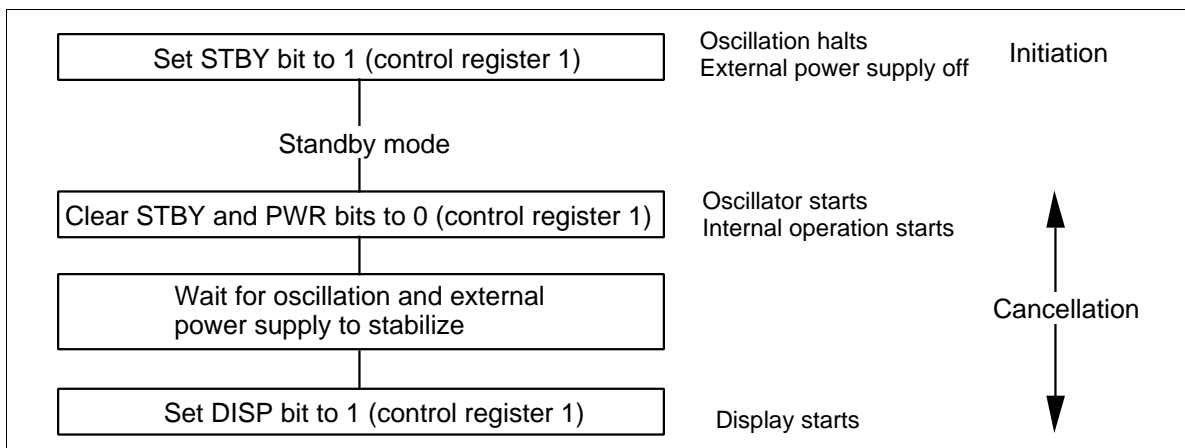 Set STBY bit to 1 (control register 1)
Oscillation halts
External power supply off
Initiation
Standby mode
Clear STBY and PWR bits to 0 (control register 1)
Oscillator starts
Internal operation starts
Wait for oscillation and external
power supply to stabilize
Cancellation
Set DISP bit to 1 (control register 1)
Display starts